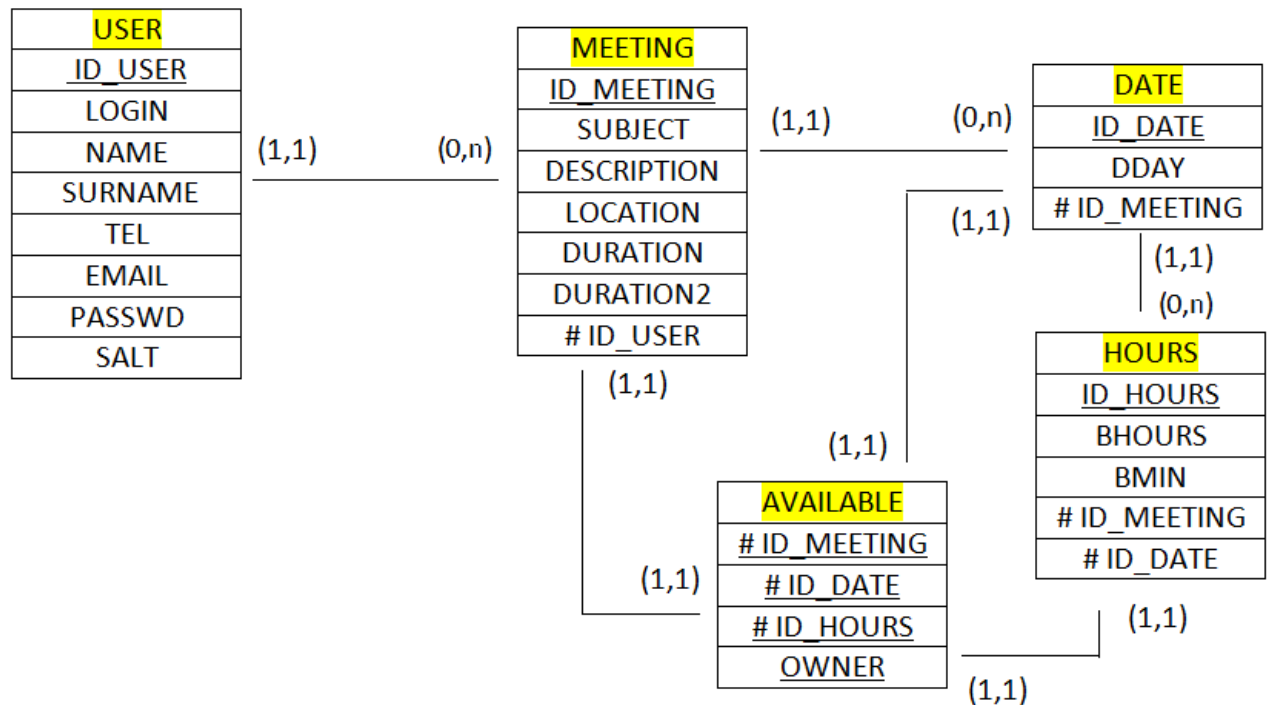 USER
ID_USER
LOGIN
NAME
SURNAME
TEL
EMAIL
PASSWD
SALT
(1,1)
(0,n)
MEETING
ID_MEETING
SUBJECT
DESCRIPTION
LOCATION
DURATION
DURATION2
# ID_USER
(1,1)
(0,n)
DATE
ID_DATE
DDAY
# ID_MEETING
(1,1)
(1,1)
(0,n)
HOURS
ID_HOURS
BHOURS
BMIN
# ID_MEETING
# ID_DATE
(1,1)
(1,1)
(1,1)
AVAILABLE
# ID_MEETING
# ID_DATE
# ID_HOURS
OWNER
(1,1)
(1,1)